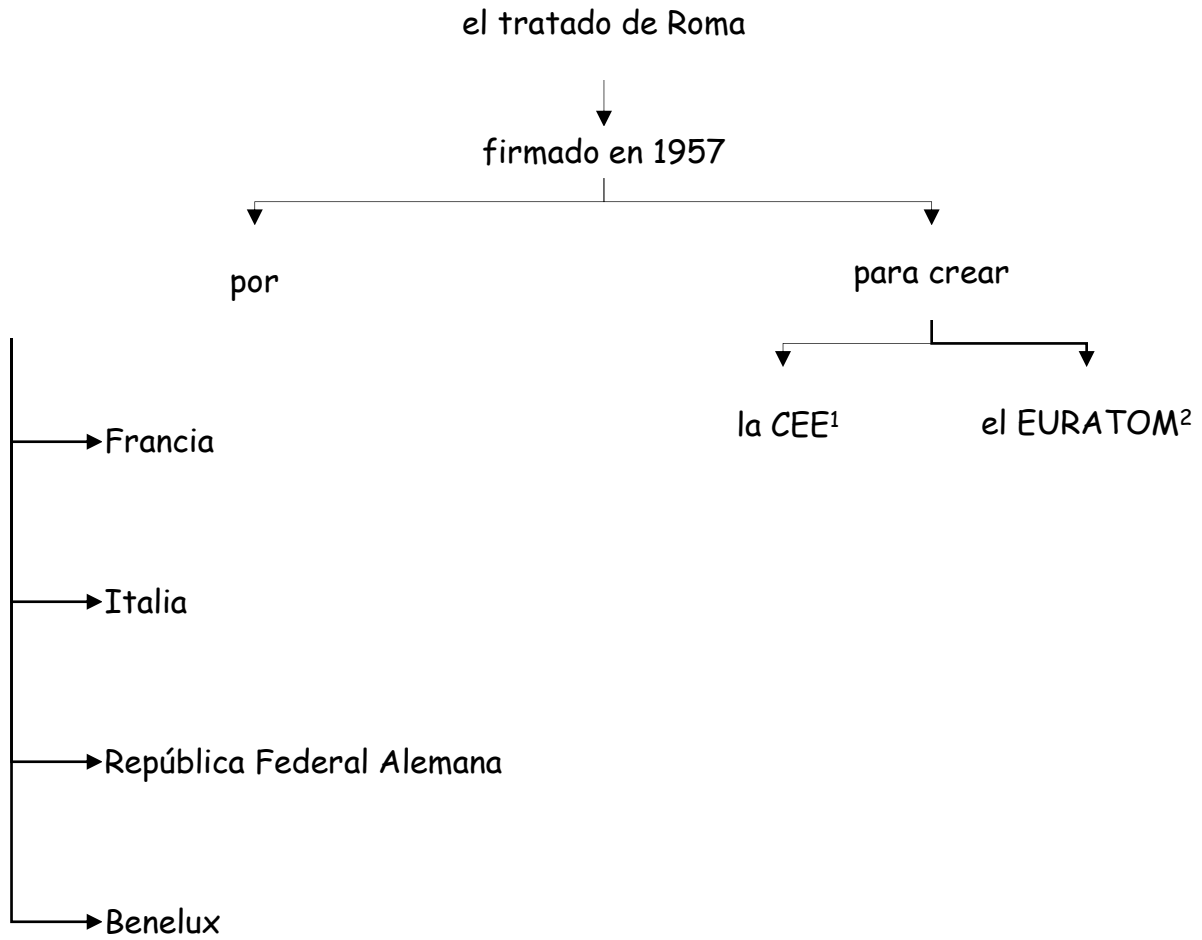 el tratado de Roma
firmado en 1957
por
para crear
la CEE¹
el EURATOM²
Francia
Italia
República Federal Alemana
Benelux